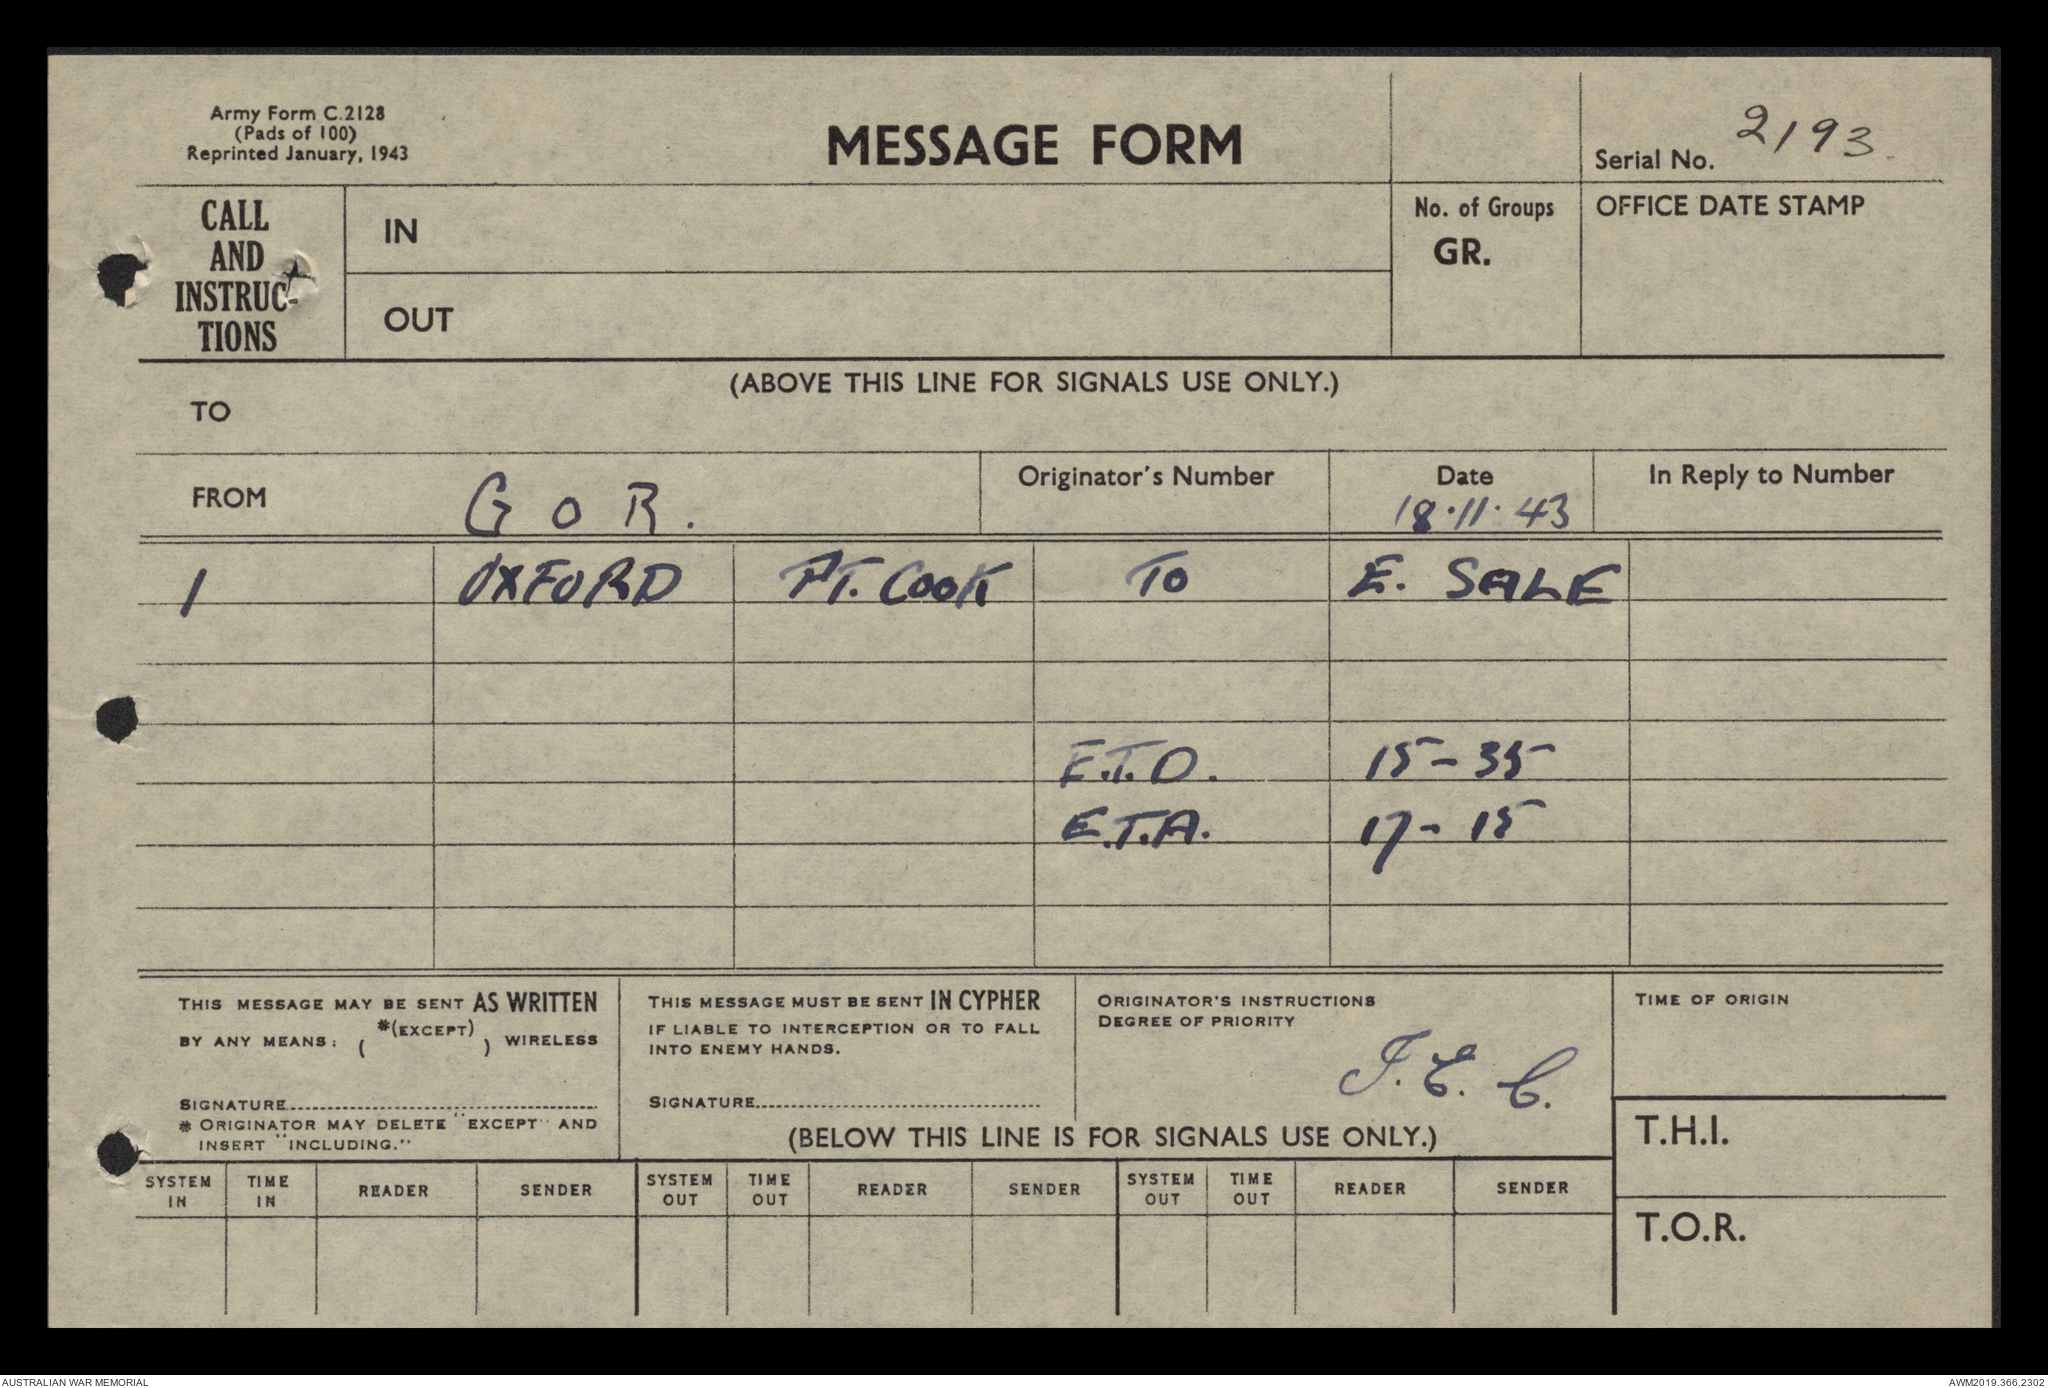 Army Form C.2128
(Pads of 100)
Reprinted January, 1943
MESSAGE FORM
Serial No. 2193.
CALL
AND
INSTRUC-
TIONS
IN
OUT
No. of Groups
GR.
OFFICE DATE STAMP
(ABOVE THIS LINE FOR SIGNALS USE ONLY.)
TO
FROM G O R.
Originator's Number
Date
18.11.43
In Reply to Number
1 OXFORD PT. COOK TO E. SALE
E.T.D. 15-35
E.T.A. 17-15
THIS MESSAGE MAY BE SENT AS WRITTEN
BY ANY MEANS: ( *(EXCEPT) ) WIRELESS
SIGNATURE
* ORIGINATOR MAY DELETE "EXCEPT" AND
INSERT "INCLUDING."
THIS MESSAGE MUST BE SENT IN CYPHER
IF LIABLE TO INTERCEPTION OR TO FALL
INTO ENEMY HANDS.
SIGNATURE
ORIGINATOR'S INSTRUCTIONS
DEGREE OF PRIORITY
J.E.C.
TIME OF ORIGIN
(BELOW THIS LINE IS FOR SIGNALS USE ONLY.)
T.H.I.
SYSTEM IN TIME IN READER SENDER SYSTEM OUT TIME OUT READER SENDER SYSTEM OUT TIME OUT READER SENDER
T.O.R.
AUSTRALIAN WAR MEMORIAL AWM2019.366.2302